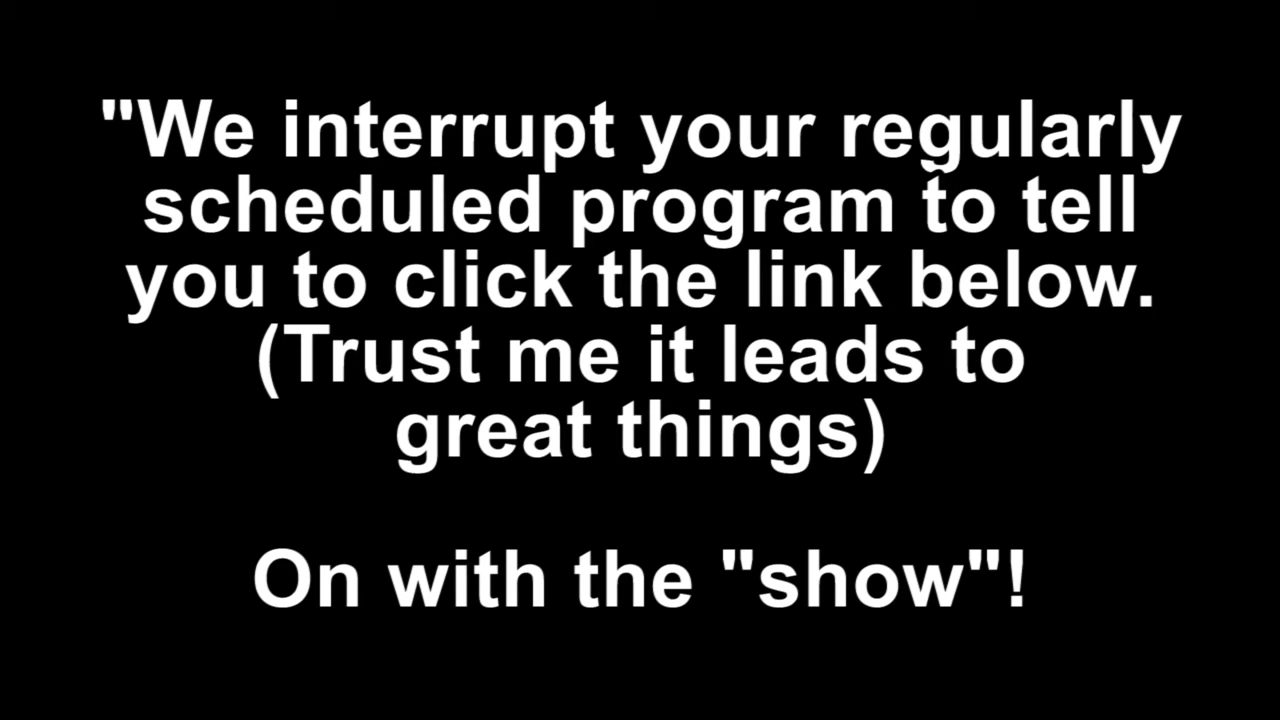 "We interrupt your regularly
scheduled program to tell
you to click the link below.
(Trust me it leads to
great things)
On with the "show"!